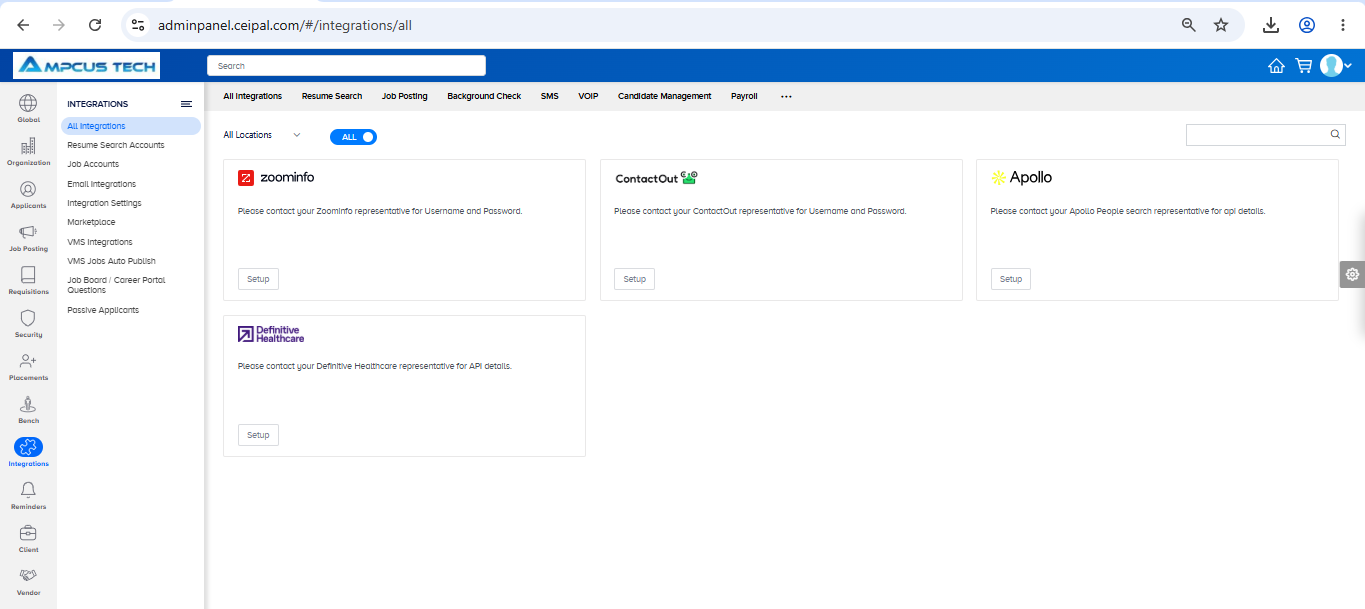 adminpanel.ceipal.com/#/integrations/all
AMPCUS TECH
Search
Global
Organization
Applicants
Job Posting
Requisitions
Security
Placements
Bench
Integrations
Reminders
Client
Vendor
INTEGRATIONS
All Integrations
Resume Search Accounts
Job Accounts
Email Integrations
Integration Settings
Marketplace
VMS Integrations
VMS Jobs Auto Publish
Job Board / Career Portal
Questions
Passive Applicants
All Integrations Resume Search Job Posting Background Check SMS VOIP Candidate Management Payroll ...
All Locations ALL
Z zoominfo
Please contact your ZoomInfo representative for Username and Password.
Setup
ContactOut
Please contact your ContactOut representative for Username and Password.
Setup
Apollo
Please contact your Apollo People search representative for api details.
Setup
Definitive
Healthcare
Please contact your Definitive Healthcare representative for API details.
Setup